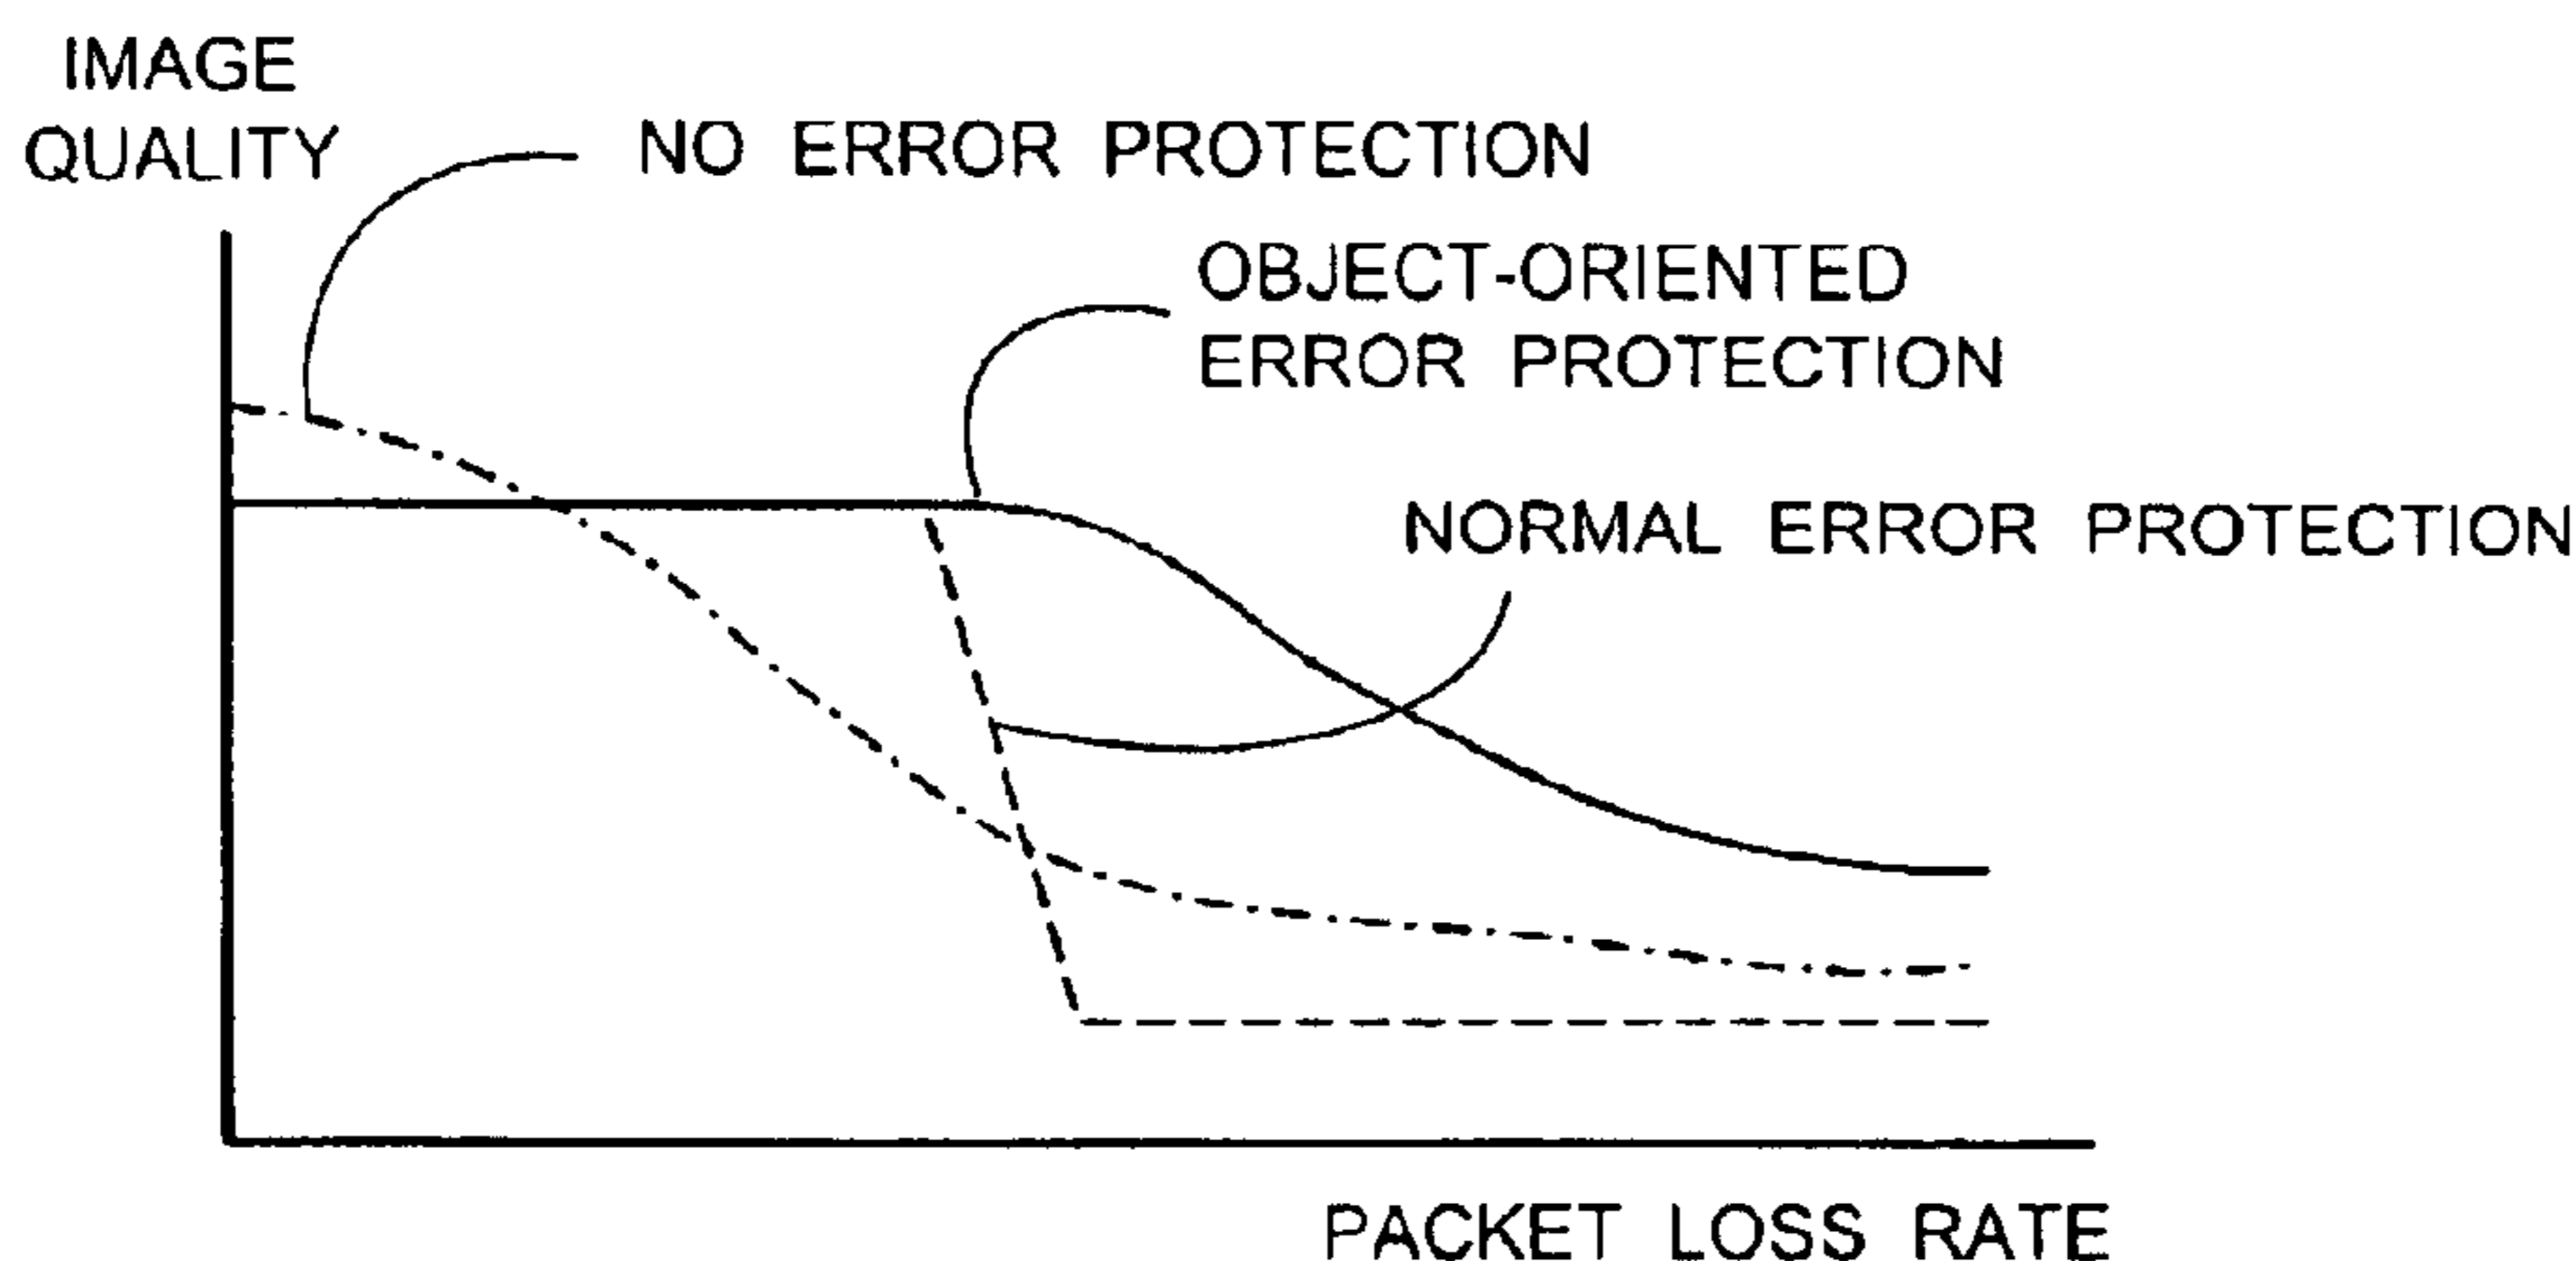 IMAGE
QUALITY
NO ERROR PROTECTION
OBJECT-ORIENTED
ERROR PROTECTION
NORMAL ERROR PROTECTION
PACKET LOSS RATE